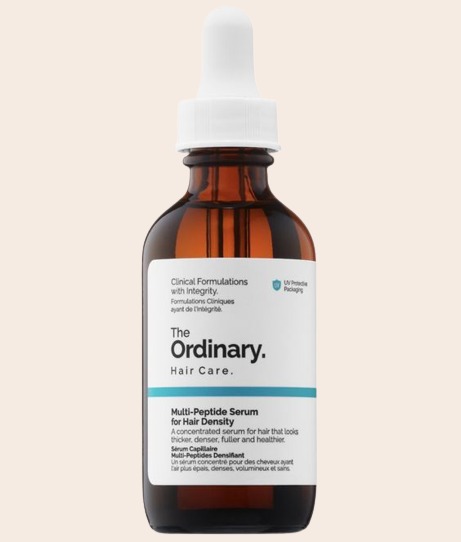 Clinical Formulations
with Integrity.
Formulations Cliniques
ayant de l'Intégrité.
UV
UV Protective
Packaging
The
Ordinary.
Hair Care.
Multi-Peptide Serum
for Hair Density
A concentrated serum for hair that looks
thicker, denser, fuller and healthier.
Sérum Capillaire
Multi-Peptides Densifiant
Un sérum concentré pour des cheveux ayant
l'air plus épais, denses, volumineux et sains.